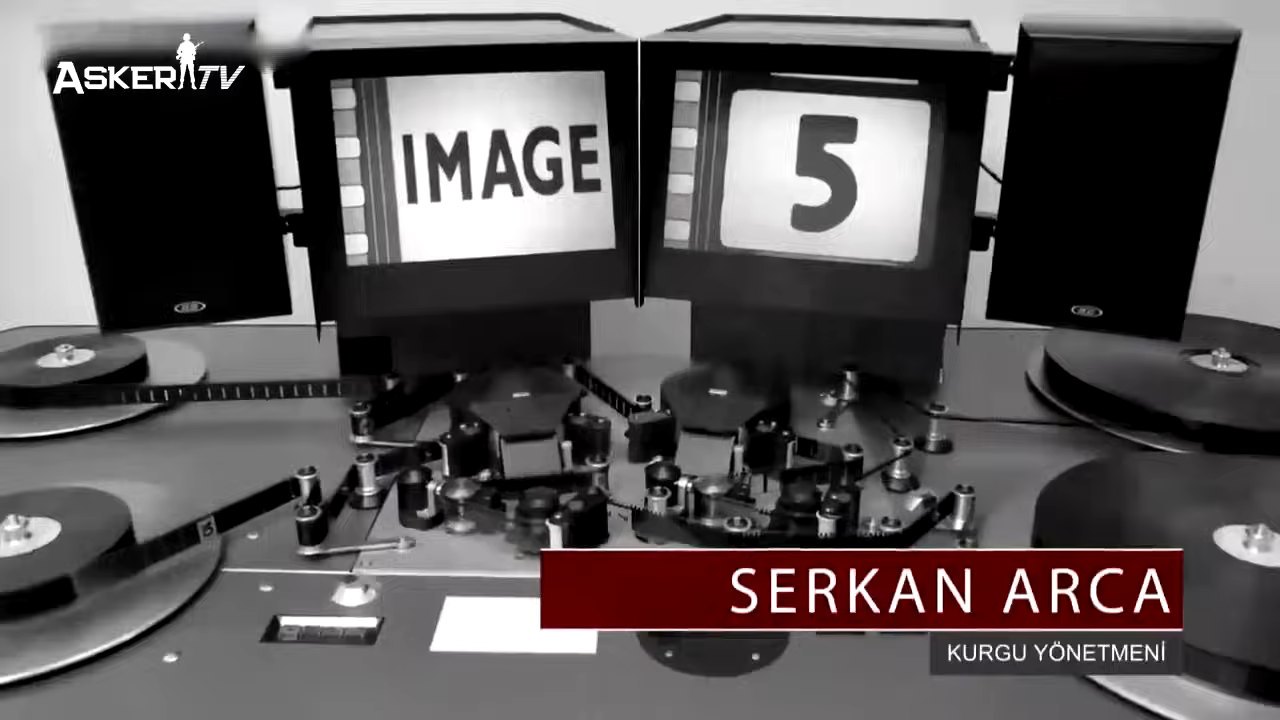 ASKER TV
IMAGE
5
SERKAN ARCA
KURGU YÖNETMENİ